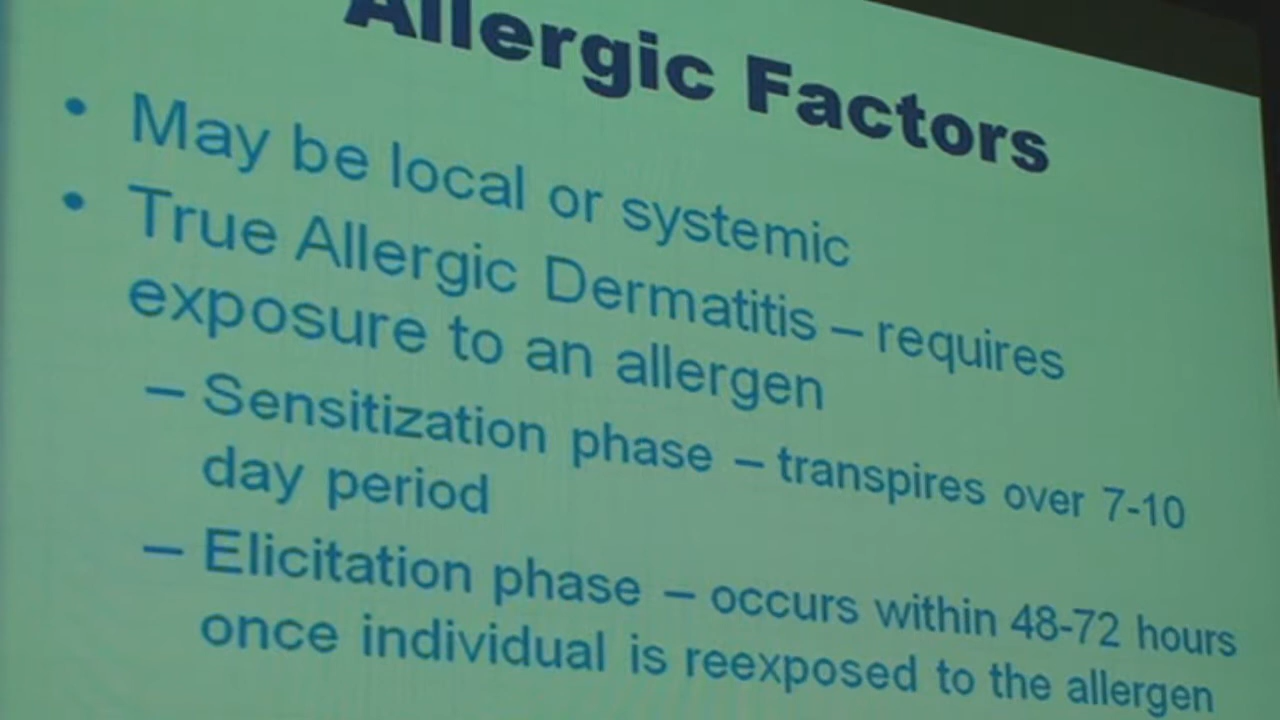 Allergic Factors
• May be local or systemic
• True Allergic Dermatitis – requires
exposure to an allergen
– Sensitization phase – transpires over 7-10
day period
– Elicitation phase – occurs within 48-72 hours
once individual is reexposed to the allergen